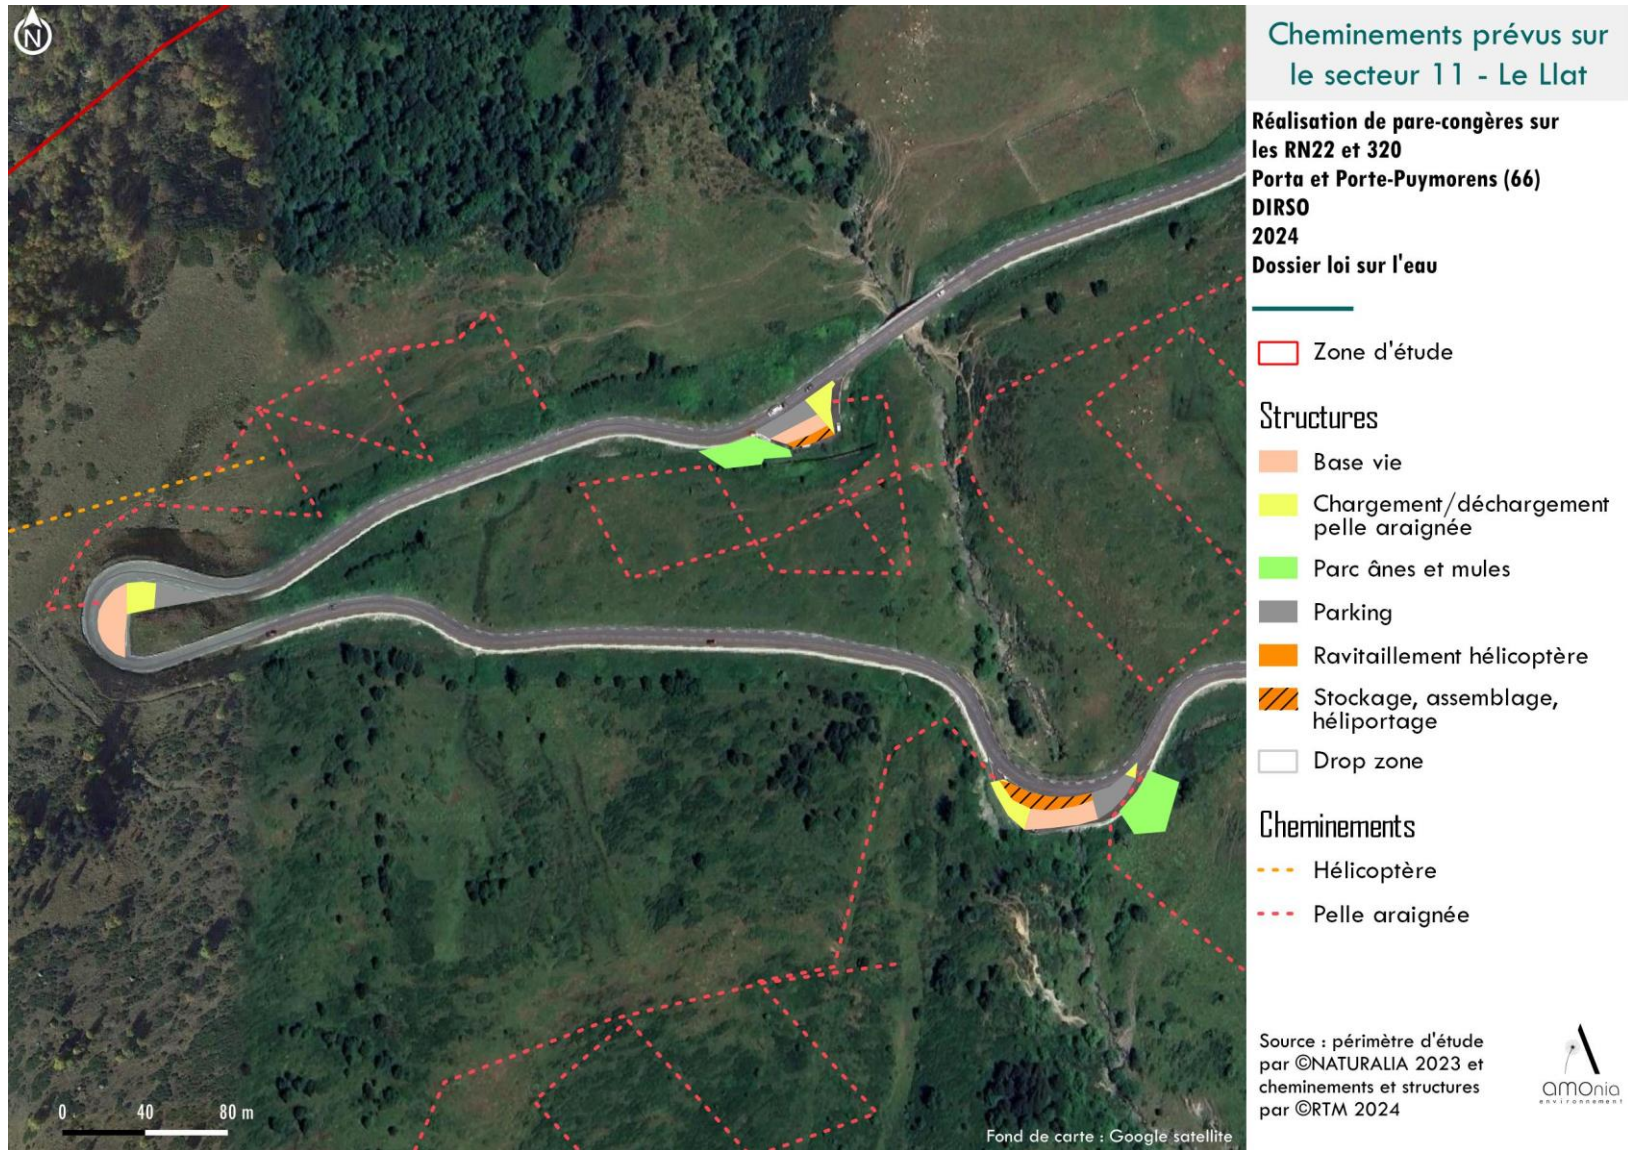 N
Cheminements prévus sur
le secteur 11 - Le Llat
Réalisation de pare-congères sur
les RN22 et 320
Porta et Porte-Puymorens (66)
DIRSO
2024
Dossier loi sur l'eau
Zone d'étude
Structures
Base vie
Chargement/déchargement
pelle araignée
Parc ânes et mules
Parking
Ravitaillement hélicoptère
Stockage, assemblage,
héliportage
Drop zone
Cheminements
Hélicoptère
Pelle araignée
Source : périmètre d'étude
par ©NATURALIA 2023 et
cheminements et structures
par ©RTM 2024
amonia
environnement
0 40 80 m
Fond de carte : Google satellite